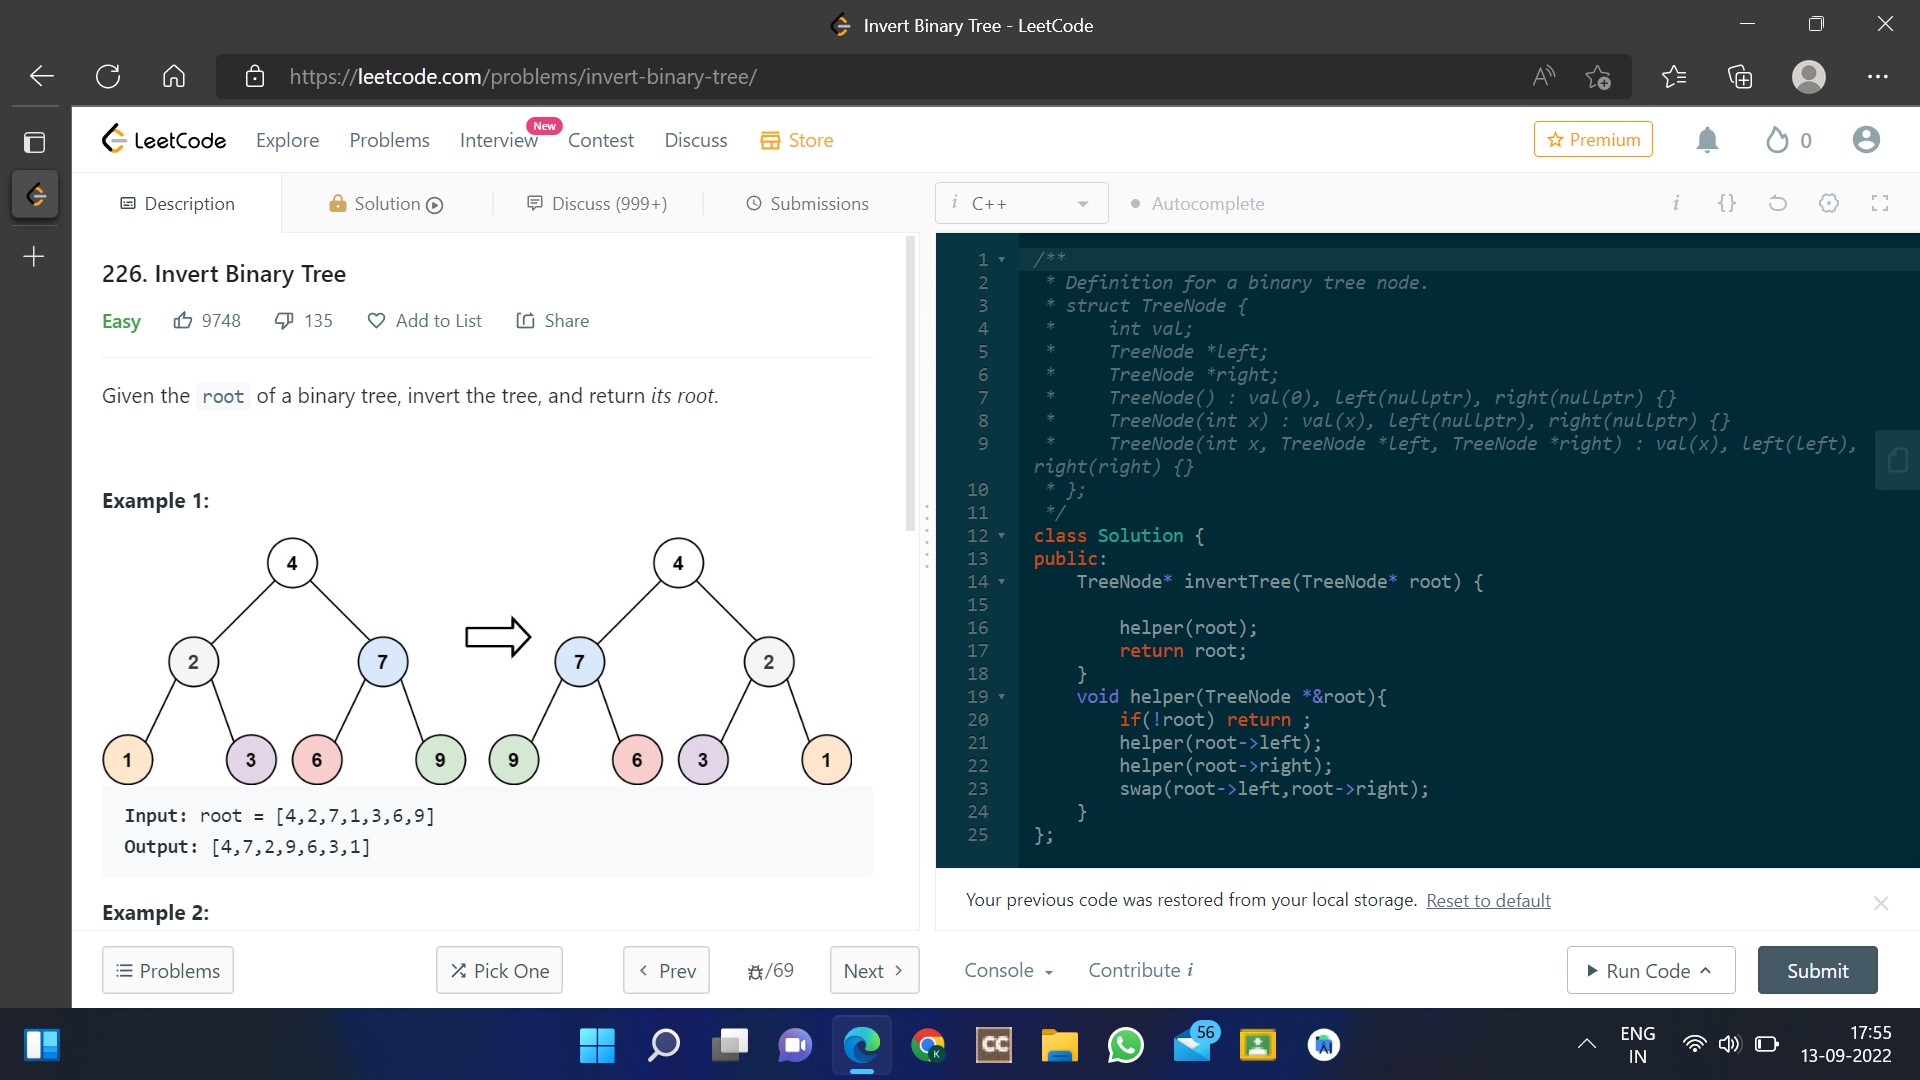 Invert Binary Tree - LeetCode
https://leetcode.com/problems/invert-binary-tree/
LeetCode Explore Problems Interview New Contest Discuss Store Premium 0
Description Solution Discuss (999+) Submissions
i C++ Autocomplete i {}
226. Invert Binary Tree
Easy 9748 135 Add to List Share
Given the root of a binary tree, invert the tree, and return its root.
Example 1:
4 4
2 7 7 2
1 3 6 9 9 6 3 1
Input: root = [4,2,7,1,3,6,9]
Output: [4,7,2,9,6,3,1]
Example 2:
Problems Pick One Prev /69 Next
1 /**
2 * Definition for a binary tree node.
3 * struct TreeNode {
4 * int val;
5 * TreeNode *left;
6 * TreeNode *right;
7 * TreeNode() : val(0), left(nullptr), right(nullptr) {}
8 * TreeNode(int x) : val(x), left(nullptr), right(nullptr) {}
9 * TreeNode(int x, TreeNode *left, TreeNode *right) : val(x), left(left),
right(right) {}
10 * };
11 */
12 class Solution {
13 public:
14 TreeNode* invertTree(TreeNode* root) {
15
16 helper(root);
17 return root;
18 }
19 void helper(TreeNode *&root){
20 if(!root) return ;
21 helper(root->left);
22 helper(root->right);
23 swap(root->left,root->right);
24 }
25 };
Your previous code was restored from your local storage. Reset to default
Console Contribute i Run Code Submit
CC K 56
ENG
IN
17:55
13-09-2022